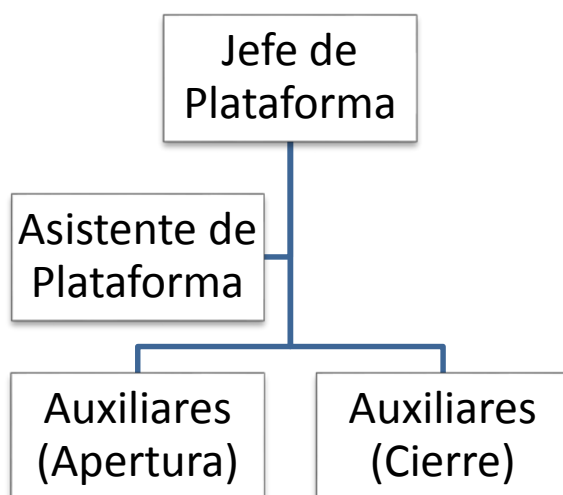 Jefe de
Plataforma
Asistente de
Plataforma
Auxiliares
(Apertura)
Auxiliares
(Cierre)